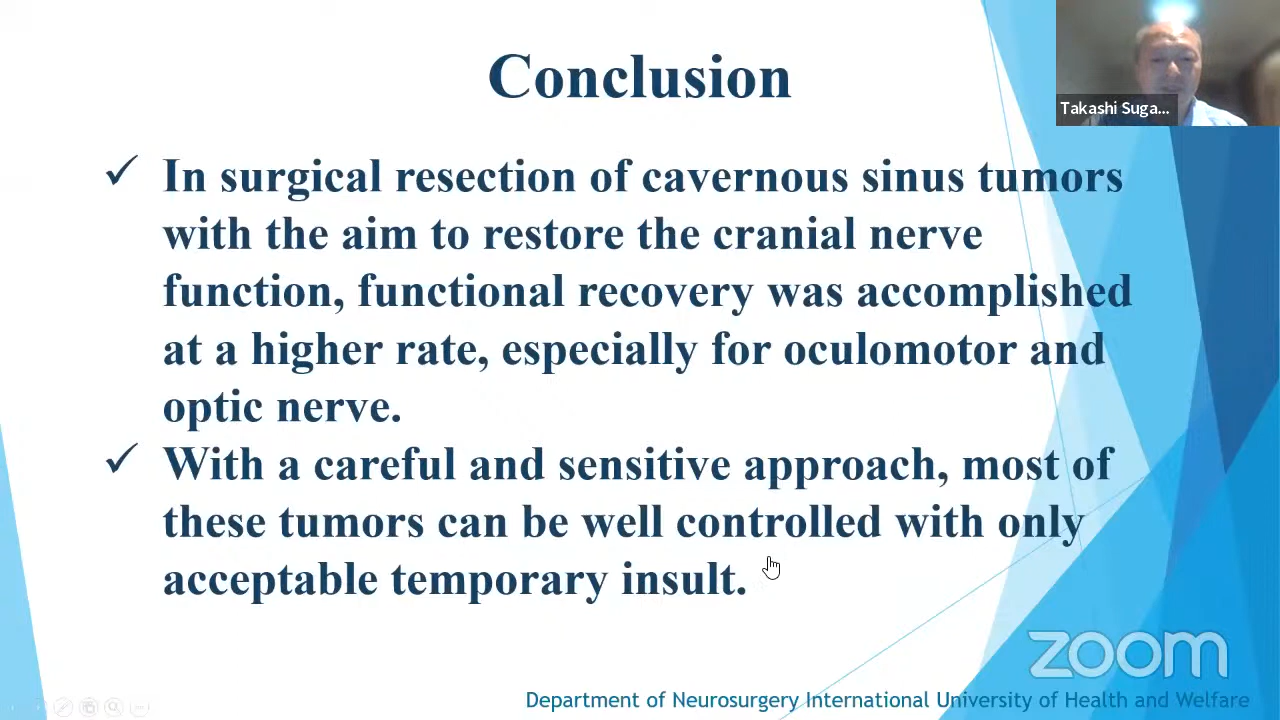 Conclusion
Takashi Suga...
✓ In surgical resection of cavernous sinus tumors
with the aim to restore the cranial nerve
function, functional recovery was accomplished
at a higher rate, especially for oculomotor and
optic nerve.
✓ With a careful and sensitive approach, most of
these tumors can be well controlled with only
acceptable temporary insult.
zoom
Department of Neurosurgery International University of Health and Welfare